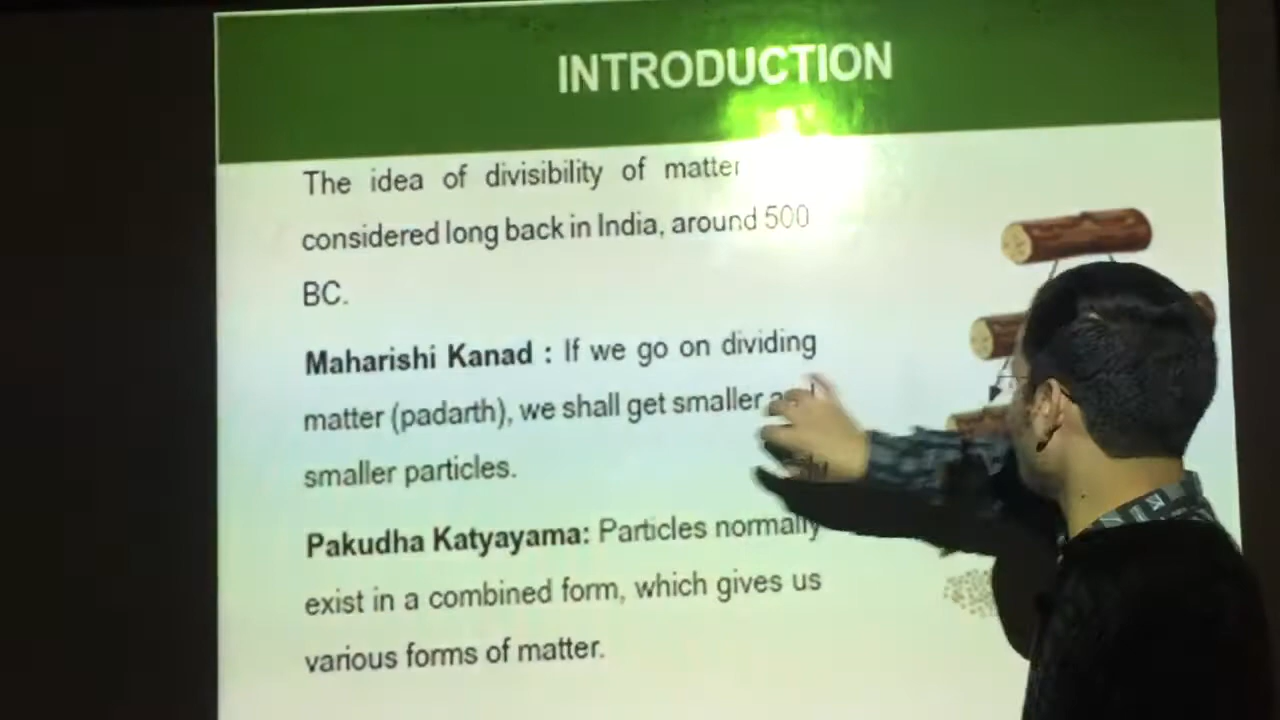 INTRODUCTION
The idea of divisibility of matter
considered long back in India, around 500
BC.
Maharishi Kanad : If we go on dividing
matter (padarth), we shall get smaller
smaller particles.
Pakudha Katyayama: Particles normally
exist in a combined form, which gives us
various forms of matter.